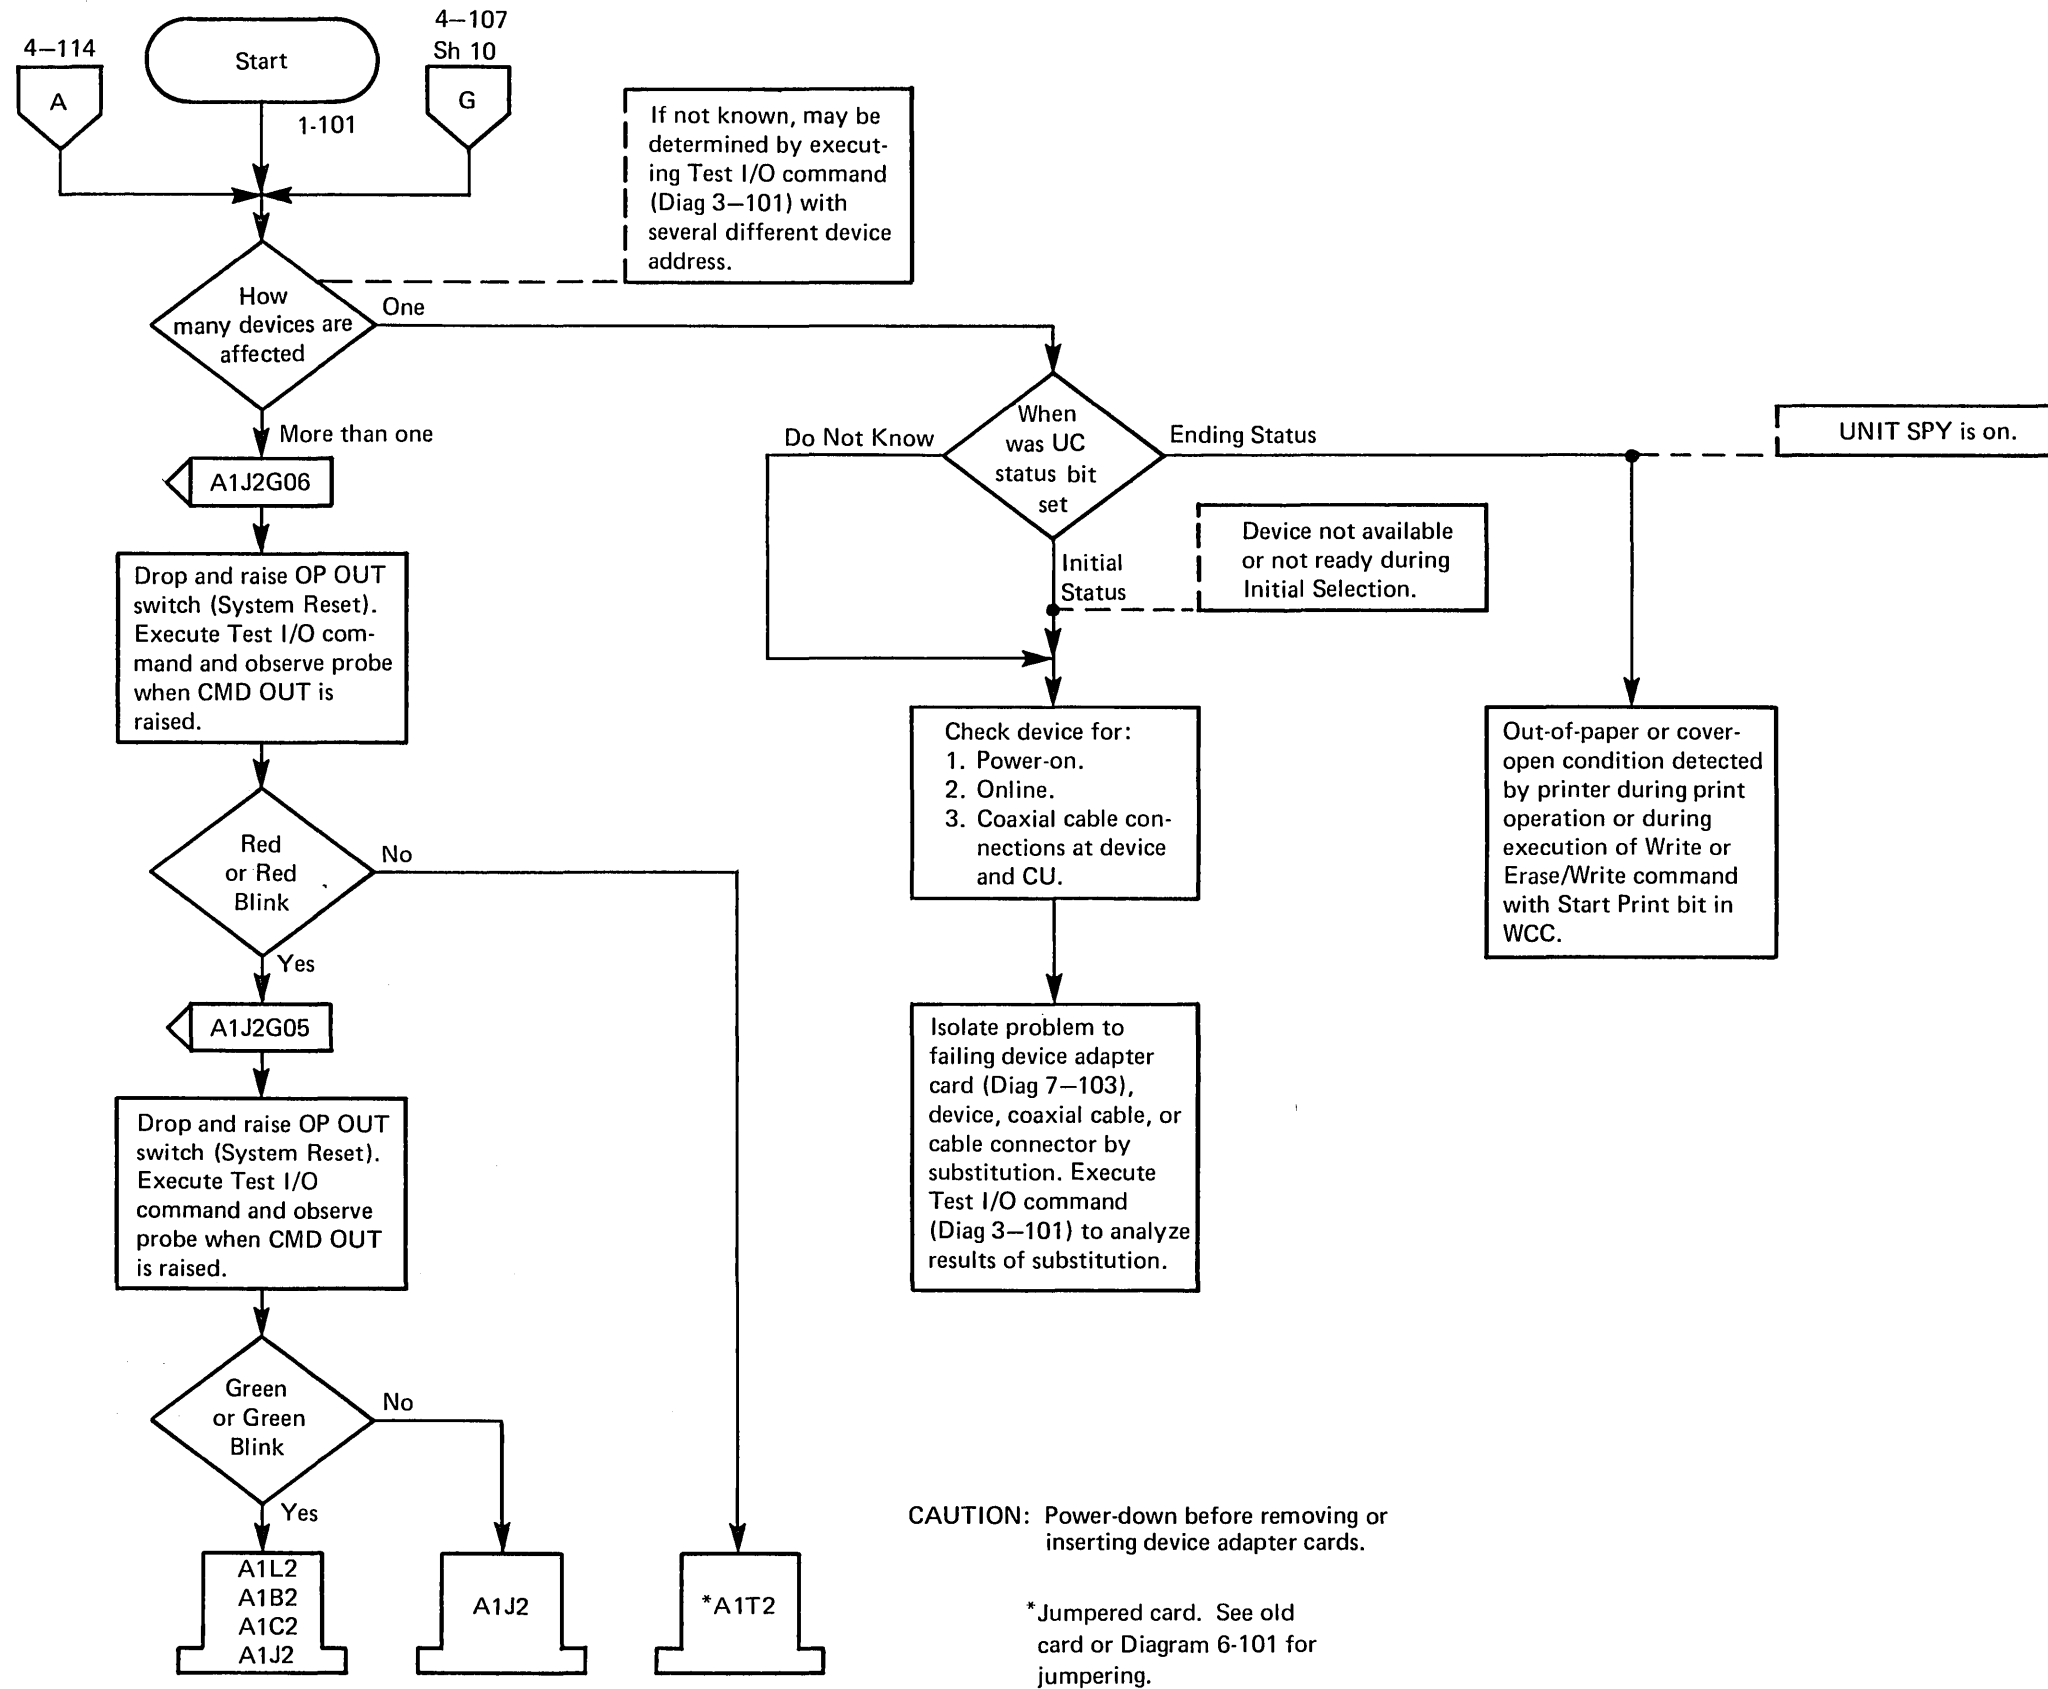 4—114
A
Start
1-101
4—107
Sh 10
G
If not known, may be
determined by execut-
ing Test I/O command
(Diag 3—101) with
several different device
address.
How
many devices are
affected
One
More than one
A1J2G06
Drop and raise OP OUT
switch (System Reset).
Execute Test I/O com-
mand and observe probe
when CMD OUT is
raised.
Red
or Red
Blink
No
Yes
A1J2G05
Drop and raise OP OUT
switch (System Reset).
Execute Test I/O
command and observe
probe when CMD OUT
is raised.
Green
or Green
Blink
No
Yes
A1L2
A1B2
A1C2
A1J2
A1J2
*A1T2
When
was UC
status bit
set
Do Not Know
Ending Status
UNIT SPY is on.
Initial
Status
Device not available
or not ready during
Initial Selection.
Check device for:
1. Power-on.
2. Online.
3. Coaxial cable con-
nections at device
and CU.
Out-of-paper or cover-
open condition detected
by printer during print
operation or during
execution of Write or
Erase/Write command
with Start Print bit in
WCC.
Isolate problem to
failing device adapter
card (Diag 7—103),
device, coaxial cable, or
cable connector by
substitution. Execute
Test I/O command
(Diag 3—101) to analyze
results of substitution.
CAUTION: Power-down before removing or
inserting device adapter cards.
*Jumpered card. See old
card or Diagram 6-101 for
jumpering.